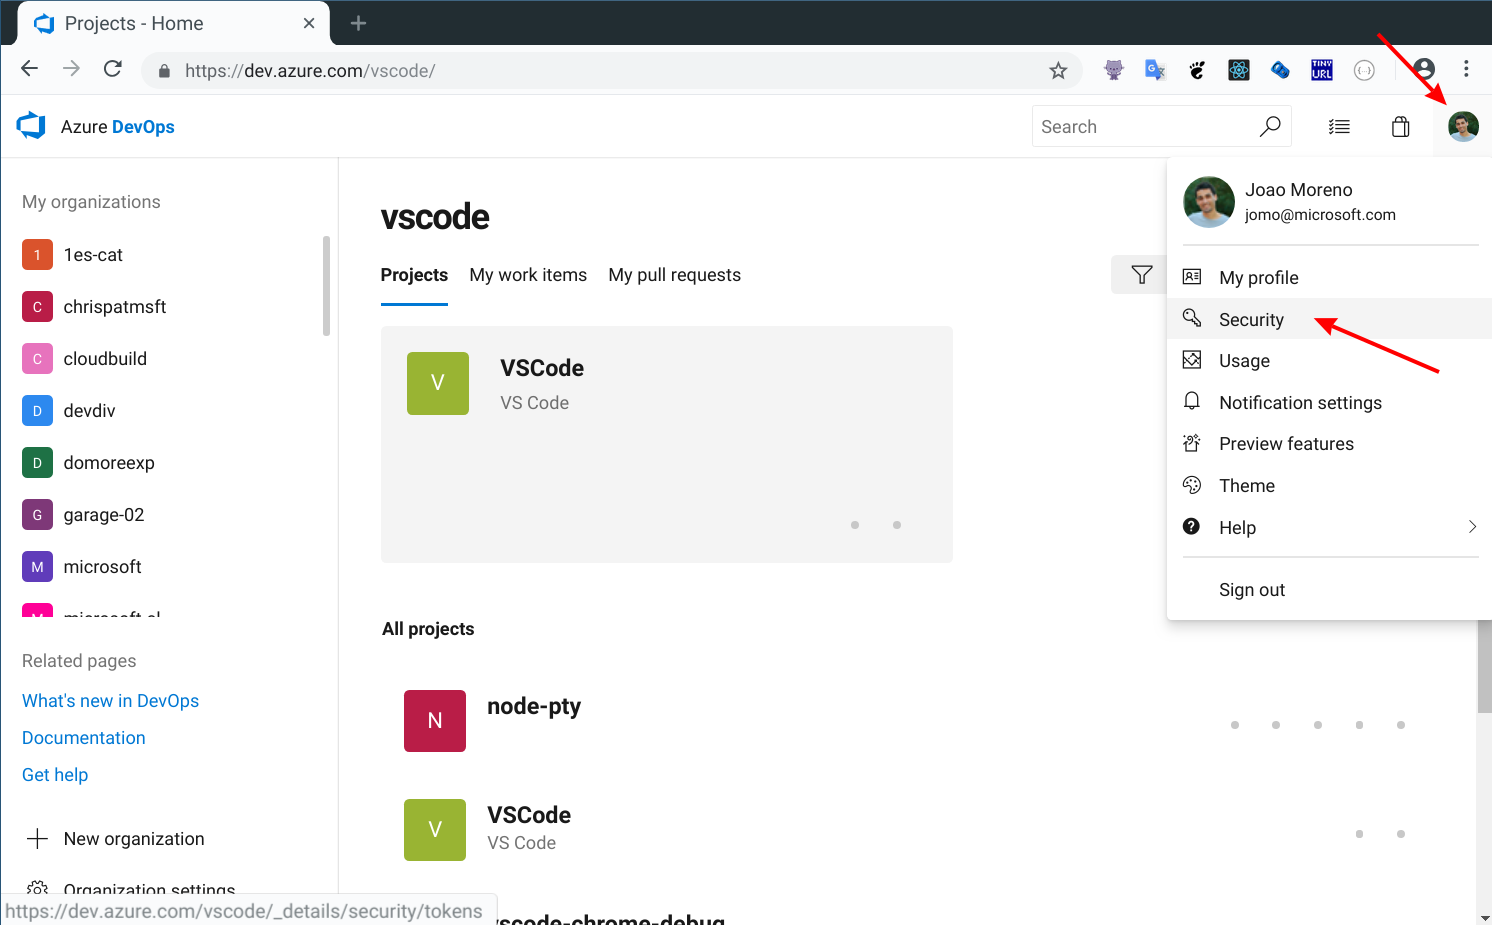 Projects - Home
https://dev.azure.com/vscode/
TINY
URL
Azure DevOps
Search
My organizations
1 1es-cat
C chrispatmsft
C cloudbuild
D devdiv
D domoreexp
G garage-02
M microsoft
Related pages
What's new in DevOps
Documentation
Get help
New organization
Organization settings
https://dev.azure.com/vscode/_details/security/tokens
vscode
Projects My work items My pull requests
V VSCode
VS Code
All projects
N node-pty
V VSCode
VS Code
vscode-chrome-debug
Joao Moreno
jomo@microsoft.com
My profile
Security
Usage
Notification settings
Preview features
Theme
Help
Sign out